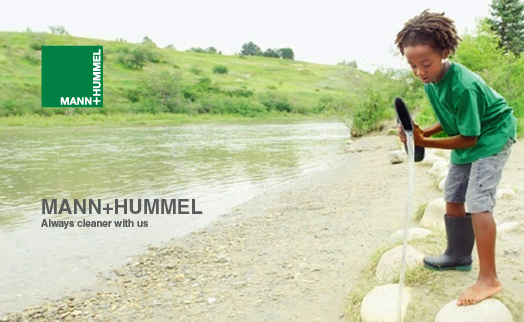 MANN+
HUMMEL
MANN+HUMMEL
Always cleaner with us